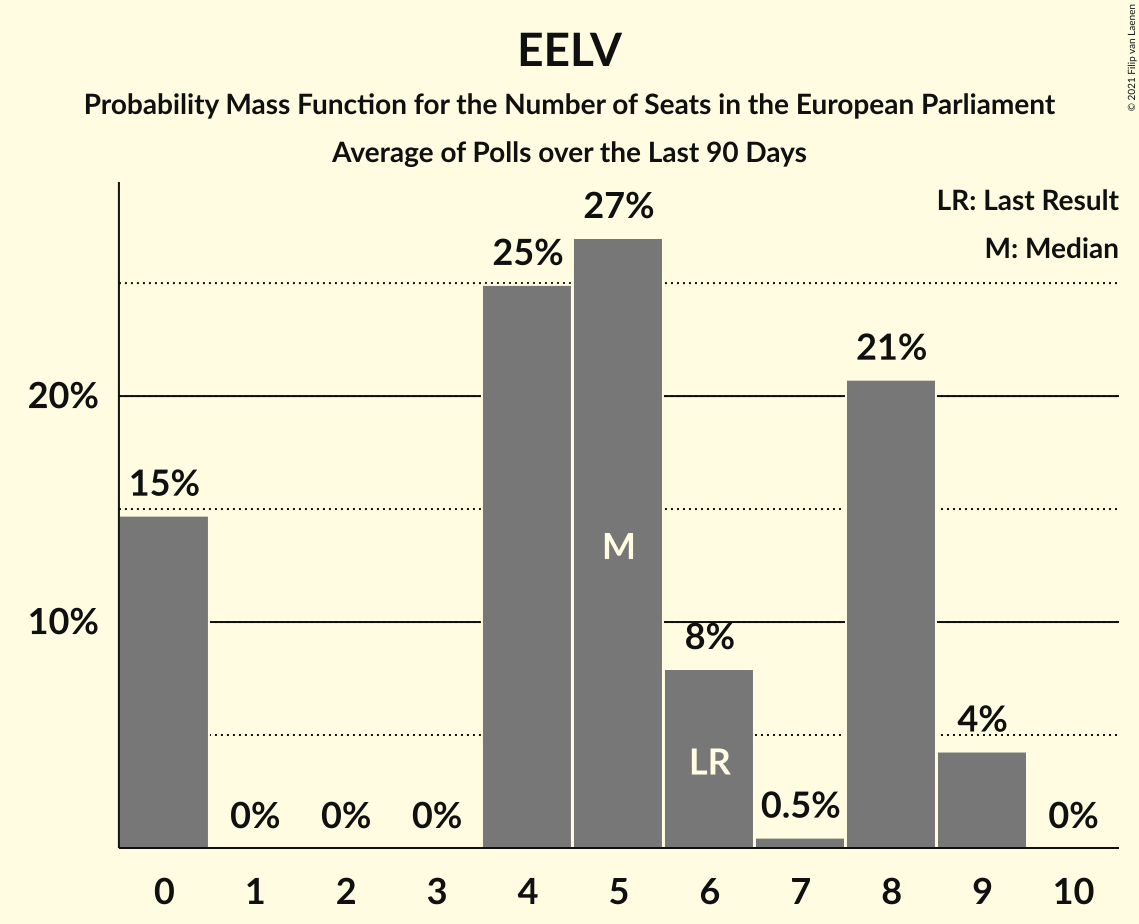 EELV
Probability Mass Function for the Number of Seats in the European Parliament
Average of Polls over the Last 90 Days
© 2021 Filip van Laenen
LR: Last Result
M: Median
27%
25%
21%
20%
15%
M
10%
8%
LR
4%
0%
0%
0%
0.5%
0%
0 1 2 3 4 5 6 7 8 9 10